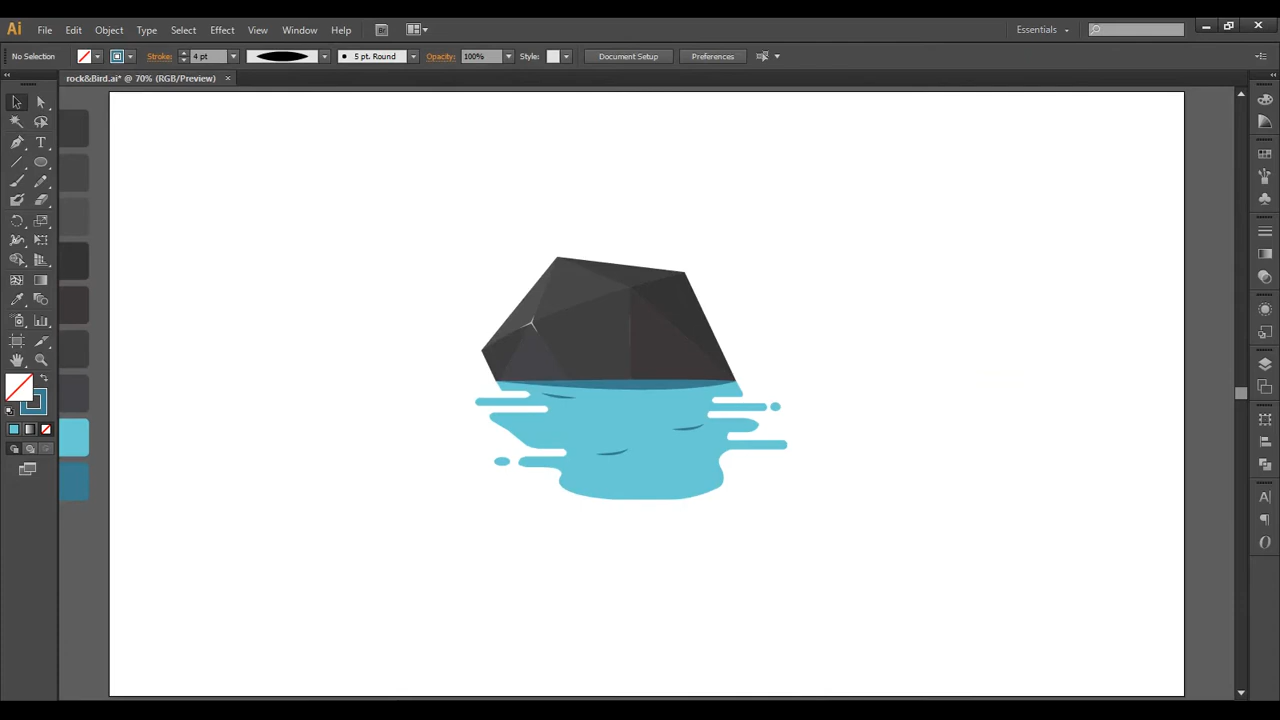 Ai File Edit Object Type Select Effect View Window Help Essentials
No Selection Stroke: 4 pt 5 pt. Round Opacity: 100% Style: Document Setup Preferences
rock&Bird.ai* @ 70% (RGB/Preview)